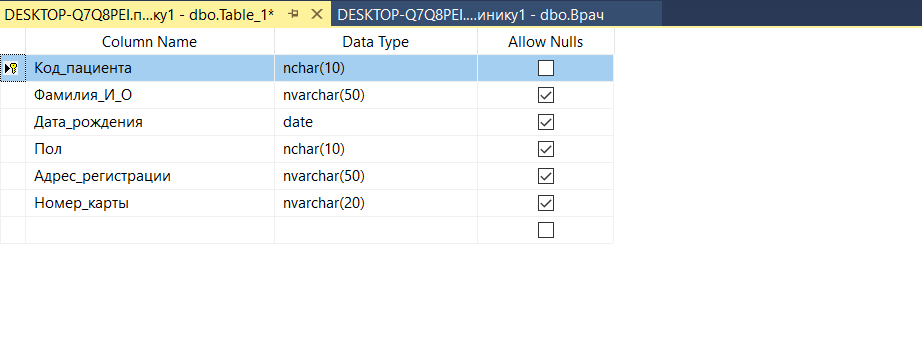 DESKTOP-Q7Q8PEI.п...ку1 - dbo.Table_1* DESKTOP-Q7Q8PEI....инику1 - dbo.Врач
Column Name Data Type Allow Nulls
Код_пациента nchar(10)
Фамилия_И_О nvarchar(50)
Дата_рождения date
Пол nchar(10)
Адрес_регистрации nvarchar(50)
Номер_карты nvarchar(20)